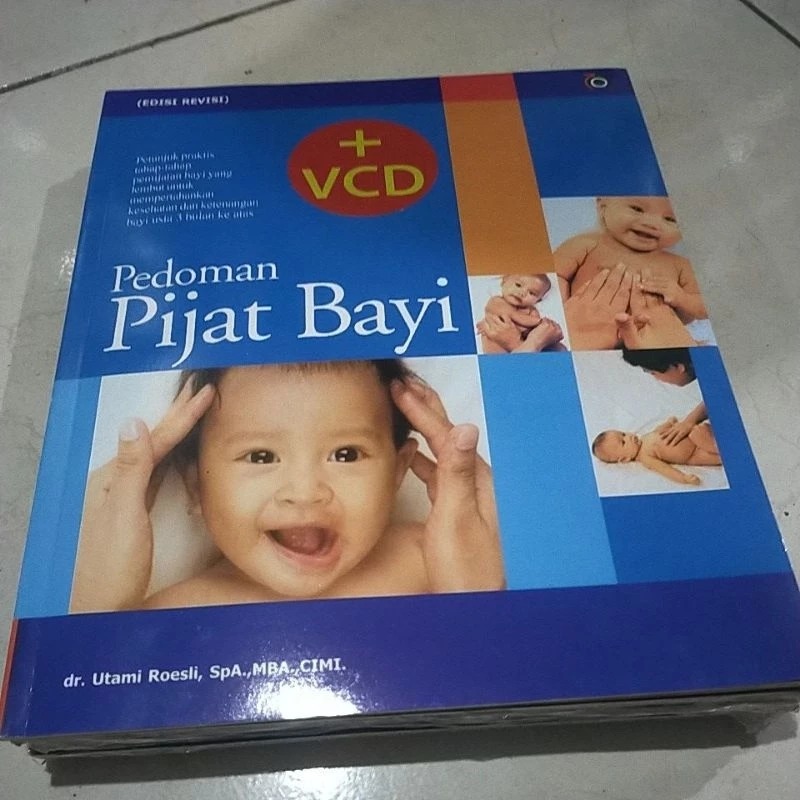 (EDISI REVISI)
+
VCD
Petunjuk praktis
tahap-tahap
pemijatan bayi yang
lembut untuk
mempertahankan
kesehatan dan ketenangan
bayi usia 3 bulan ke atas
Pedoman
Pijat Bayi
dr. Utami Roesli, SpA.,MBA.,CIMI.